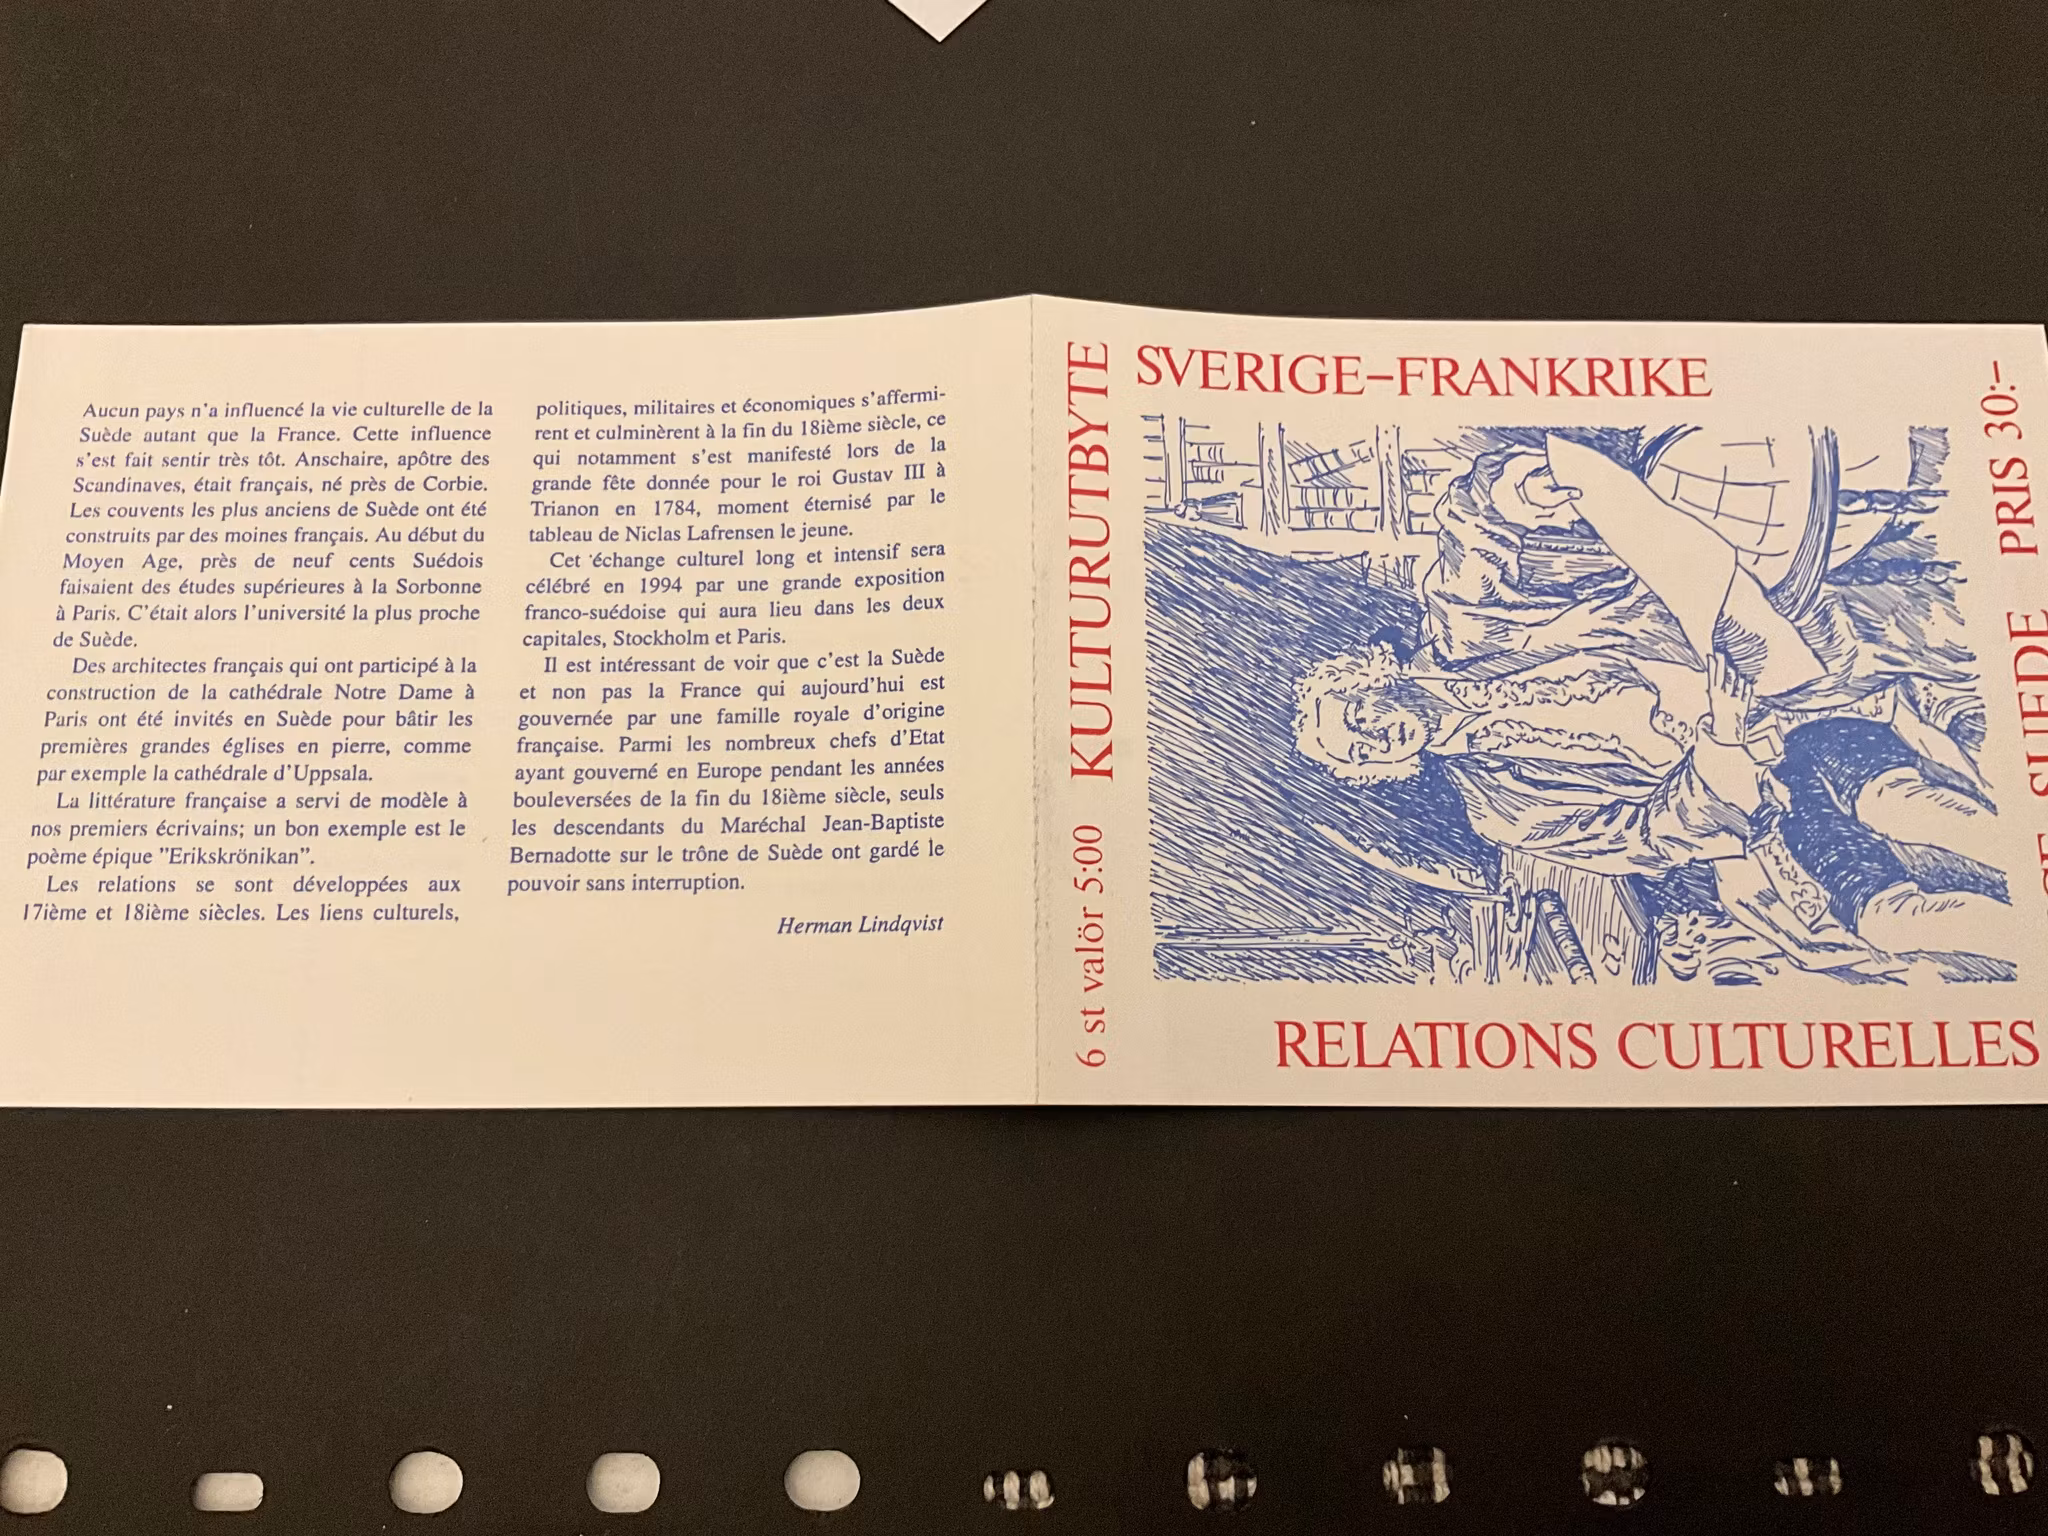 Aucun pays n'a influencé la vie culturelle de la
Suède autant que la France. Cette influence
s'est fait sentir très tôt. Anschaire, apôtre des
Scandinaves, était français, né près de Corbie.
Les couvents les plus anciens de Suède ont été
construits par des moines français. Au début du
Moyen Age, près de neuf cents Suédois
faisaient des études supérieures à la Sorbonne
à Paris. C'était alors l'université la plus proche
de Suède.
Des architectes français qui ont participé à la
construction de la cathédrale Notre Dame à
Paris ont été invités en Suède pour bâtir les
premières grandes églises en pierre, comme
par exemple la cathédrale d'Uppsala.
La littérature française a servi de modèle à
nos premiers écrivains; un bon exemple est le
poème épique "Erikskrönikan".
Les relations se sont développées aux
17ième et 18ième siècles. Les liens culturels,
politiques, militaires et économiques s'affermi-
rent et culminèrent à la fin du 18ième siècle, ce
qui notamment s'est manifesté lors de la
grande fête donnée pour le roi Gustav III à
Trianon en 1784, moment éternisé par le
tableau de Niclas Lafrensen le jeune.
Cet échange culturel long et intensif sera
célébré en 1994 par une grande exposition
franco-suédoise qui aura lieu dans les deux
capitales, Stockholm et Paris.
Il est intéressant de voir que c'est la Suède
et non pas la France qui aujourd'hui est
gouvernée par une famille royale d'origine
française. Parmi les nombreux chefs d'Etat
ayant gouverné en Europe pendant les années
bouleversées de la fin du 18ième siècle, seuls
les descendants du Maréchal Jean-Baptiste
Bernadotte sur le trône de Suède ont gardé le
pouvoir sans interruption.
Herman Lindqvist
6 st valör 5:00 KULTURUTBYTE
SVERIGE–FRANKRIKE
SUEDE PRIS 30:–
RELATIONS CULTURELLES